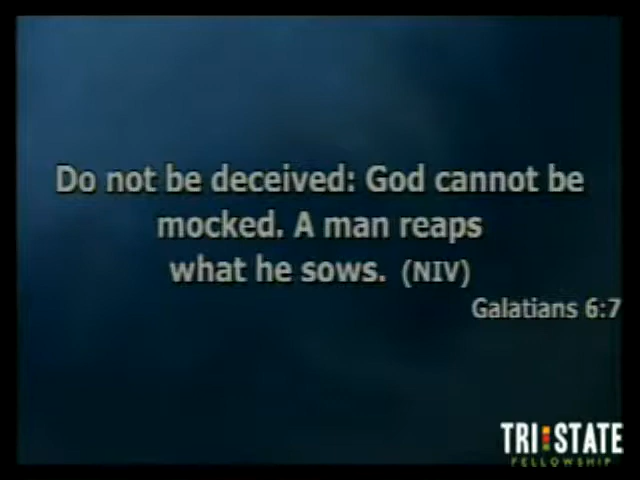 Do not be deceived: God cannot be
mocked. A man reaps
what he sows. (NIV)
Galatians 6:7
TRI STATE
FELLOWSHIP